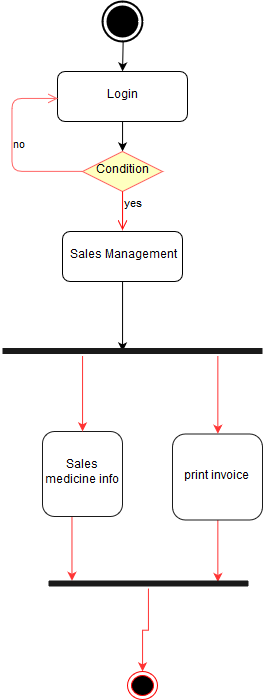 Login
no
Condition
yes
Sales Management
Sales
medicine info
print invoice